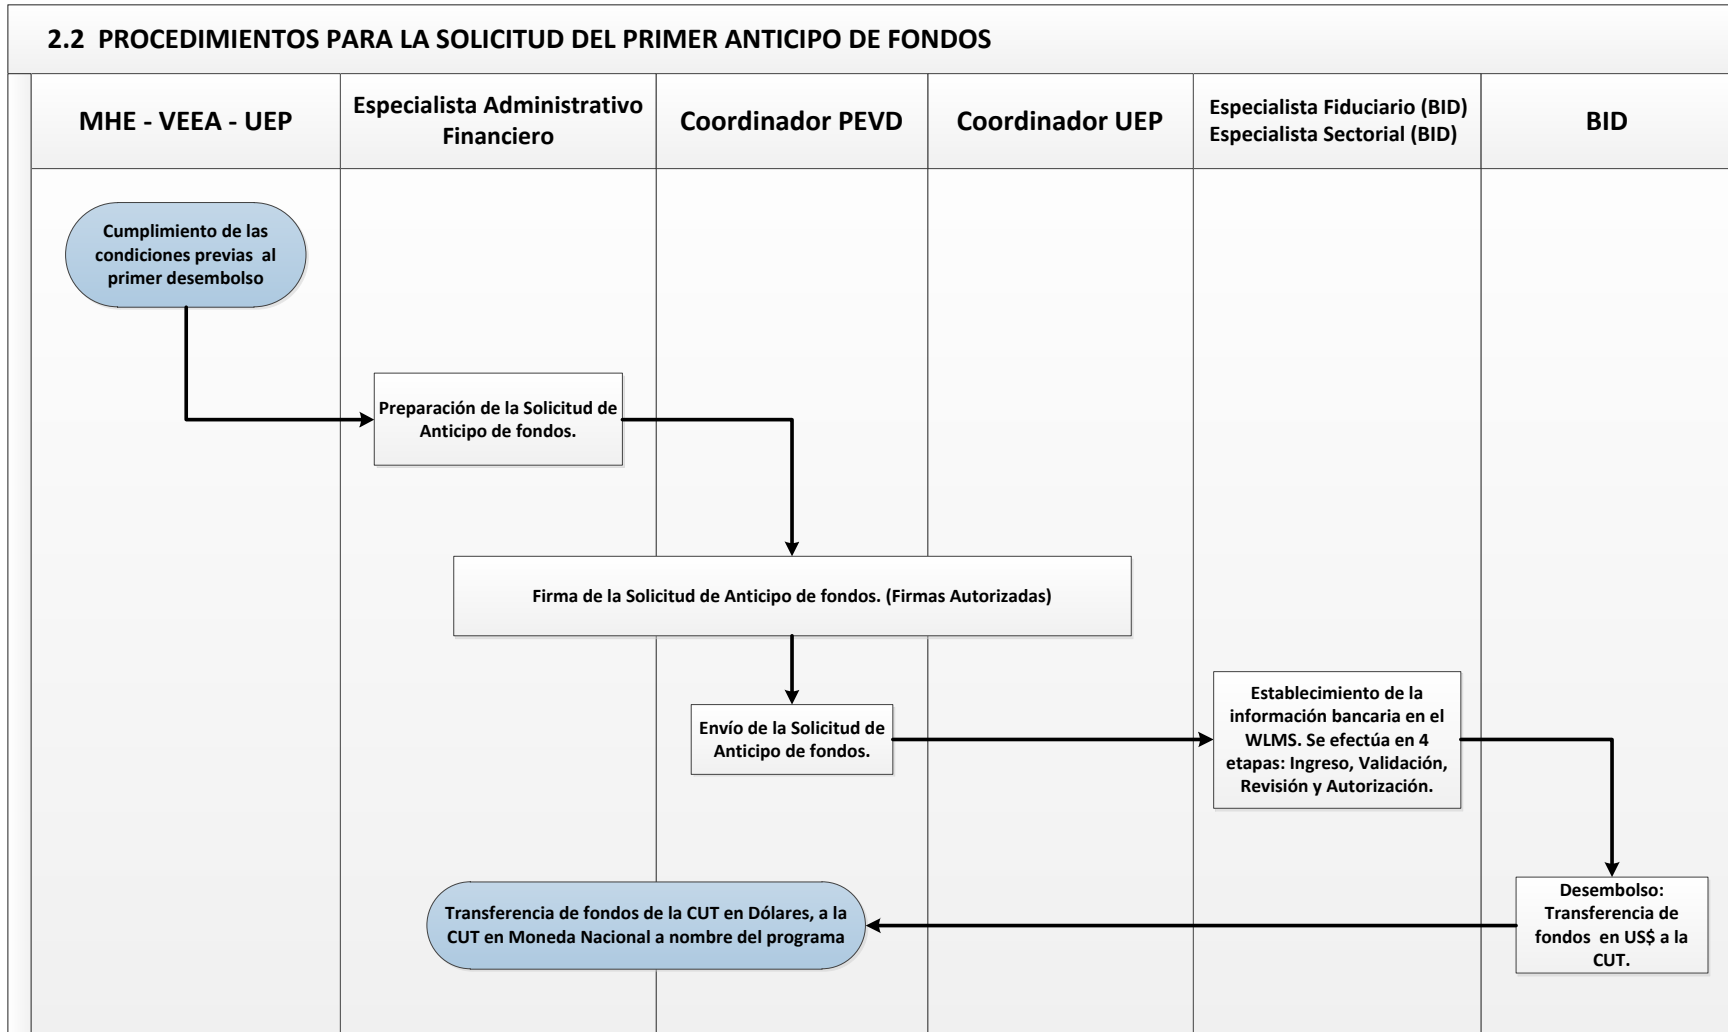 2.2 PROCEDIMIENTOS PARA LA SOLICITUD DEL PRIMER ANTICIPO DE FONDOS
MHE - VEEA - UEP
Especialista Administrativo
Financiero
Coordinador PEVD
Coordinador UEP
Especialista Fiduciario (BID)
Especialista Sectorial (BID)
BID
Cumplimiento de las
condiciones previas al
primer desembolso
Preparación de la Solicitud de
Anticipo de fondos.
Firma de la Solicitud de Anticipo de fondos. (Firmas Autorizadas)
Envío de la Solicitud de
Anticipo de fondos.
Establecimiento de la
información bancaria en el
WLMS. Se efectúa en 4
etapas: Ingreso, Validación,
Revisión y Autorización.
Desembolso:
Transferencia de
fondos en US$ a la
CUT.
Transferencia de fondos de la CUT en Dólares, a la
CUT en Moneda Nacional a nombre del programa